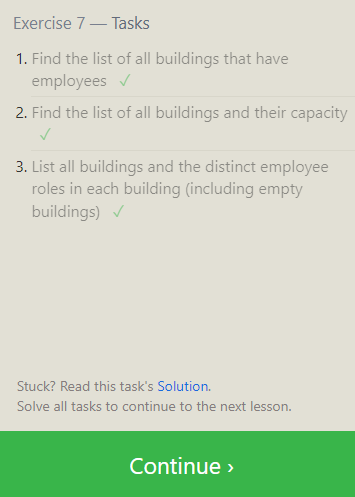 Exercise 7 — Tasks
1. Find the list of all buildings that have
employees ✓
2. Find the list of all buildings and their capacity
✓
3. List all buildings and the distinct employee
roles in each building (including empty
buildings) ✓
Stuck? Read this task's Solution.
Solve all tasks to continue to the next lesson.
Continue ›